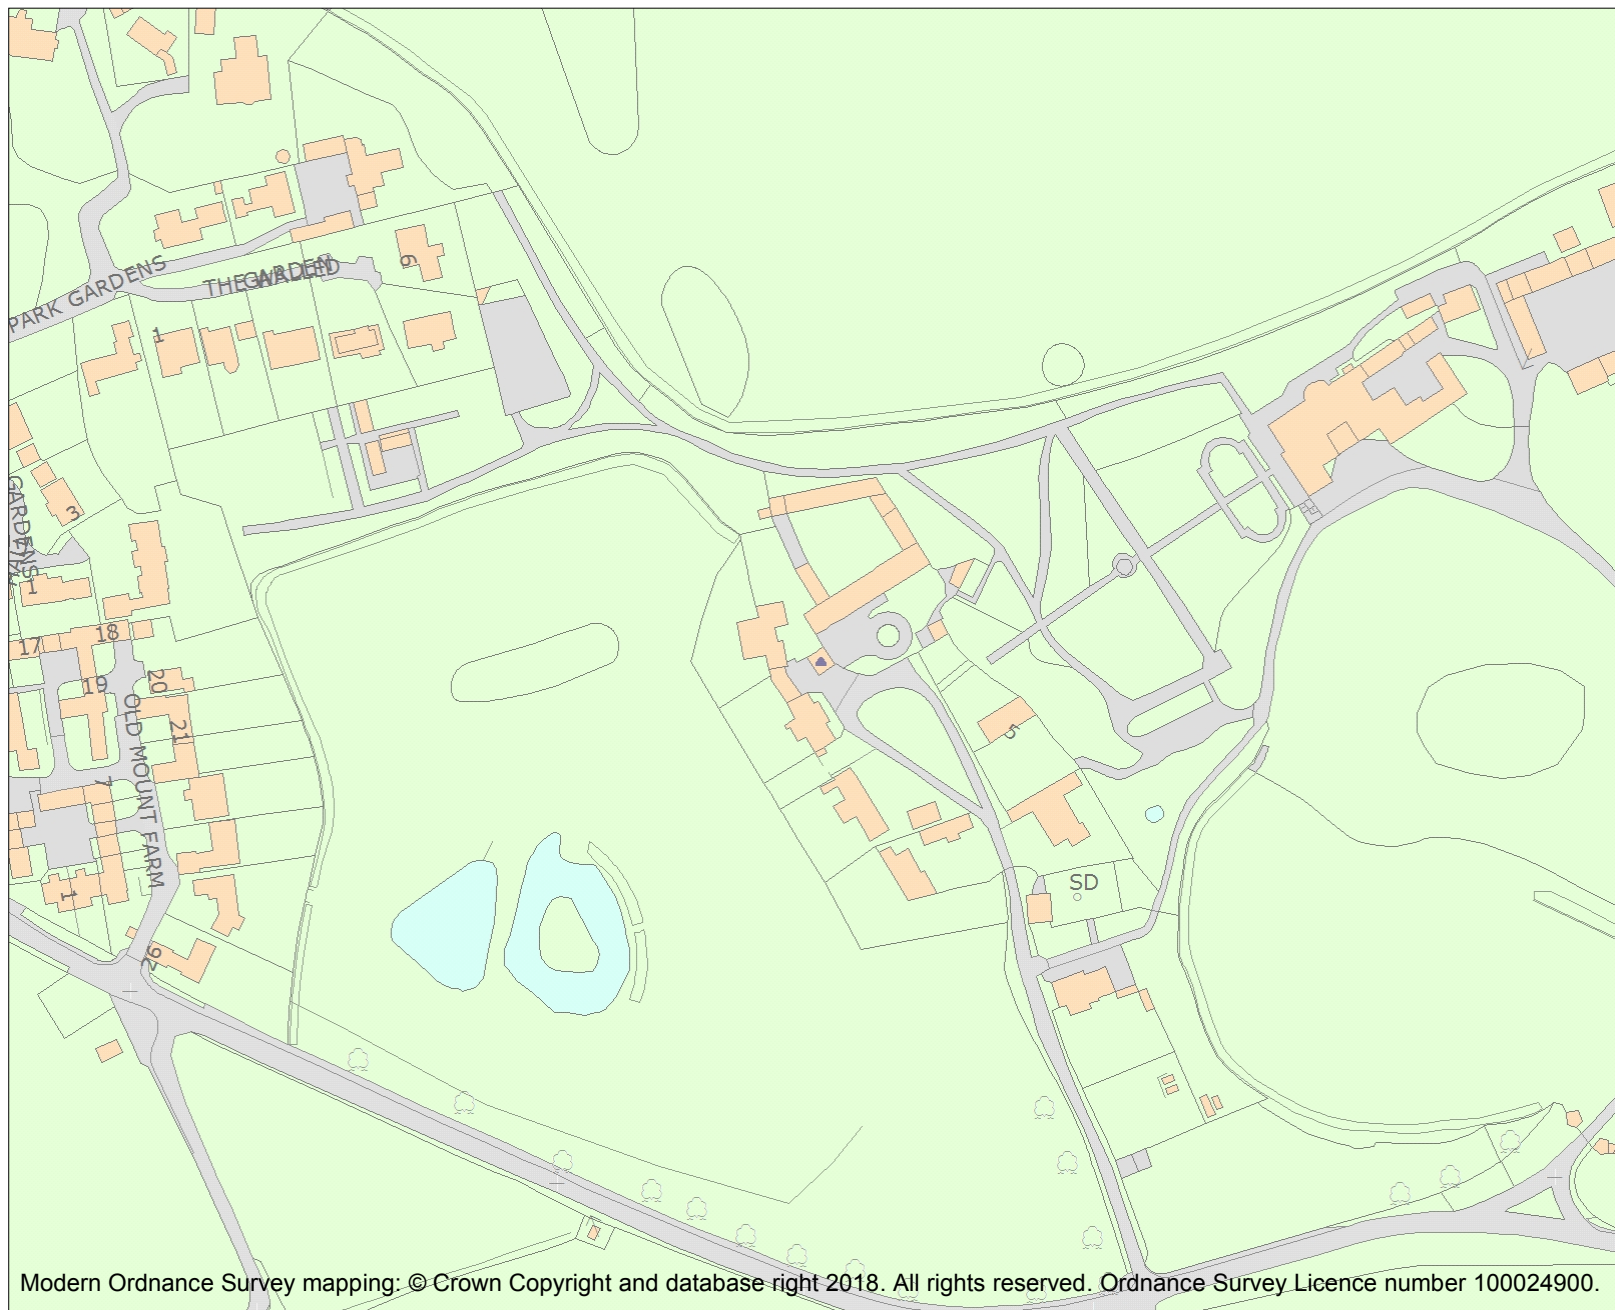 PARK GARDENS
THE WALLED
GARDEN
6
1
3
GARDENS
1
17
18
19
20
21
OLD MOUNT FARM
7
1
26
5
SD
Modern Ordnance Survey mapping: © Crown Copyright and database right 2018. All rights reserved. Ordnance Survey Licence number 100024900.